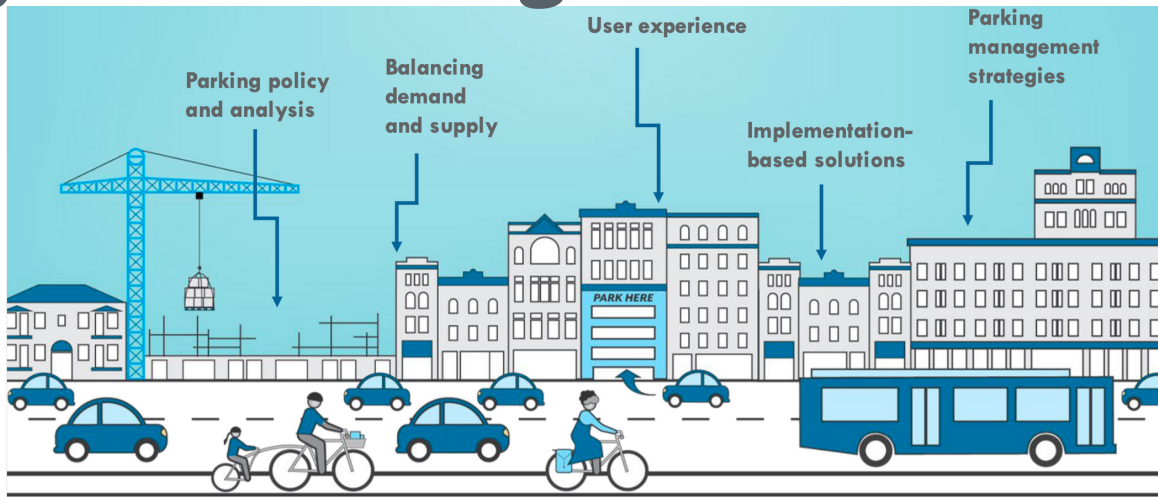 Parking policy
and analysis
Balancing
demand
and supply
User experience
Implementation-
based solutions
Parking
management
strategies
PARK HERE